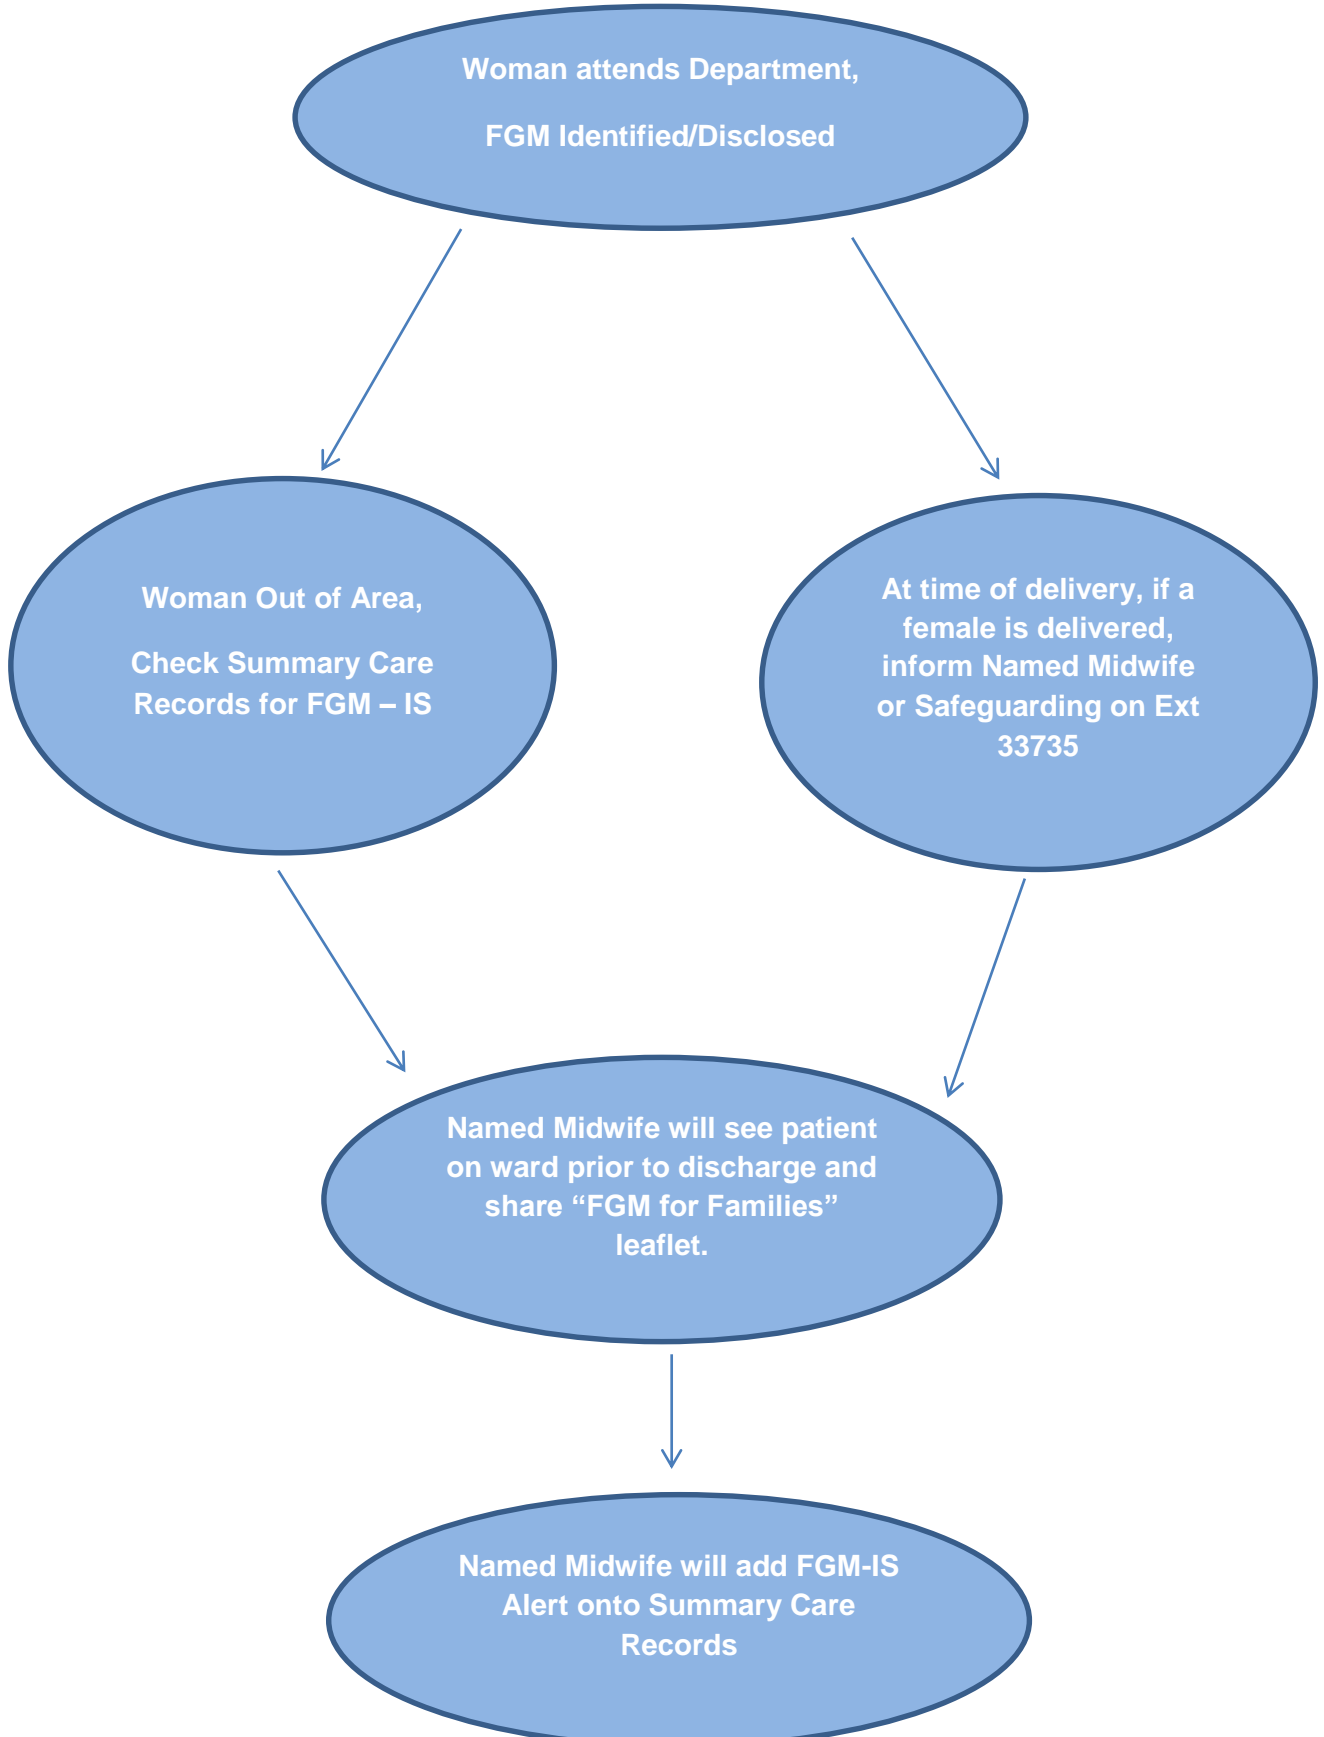 Woman attends Department,
FGM Identified/Disclosed
Woman Out of Area,
Check Summary Care
Records for FGM – IS
At time of delivery, if a
female is delivered,
inform Named Midwife
or Safeguarding on Ext
33735
Named Midwife will see patient
on ward prior to discharge and
share “FGM for Families”
leaflet.
Named Midwife will add FGM-IS
Alert onto Summary Care
Records